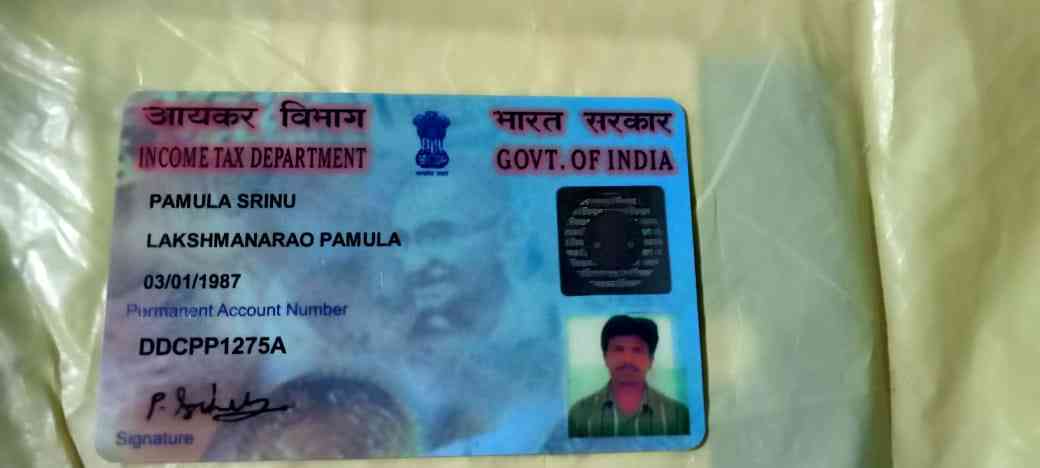 आयकर विभाग
भारत सरकार
INCOME TAX DEPARTMENT
GOVT. OF INDIA
PAMULA SRINU
LAKSHMANARAO PAMULA
03/01/1987
Permanent Account Number
DDCPP1275A
Signature